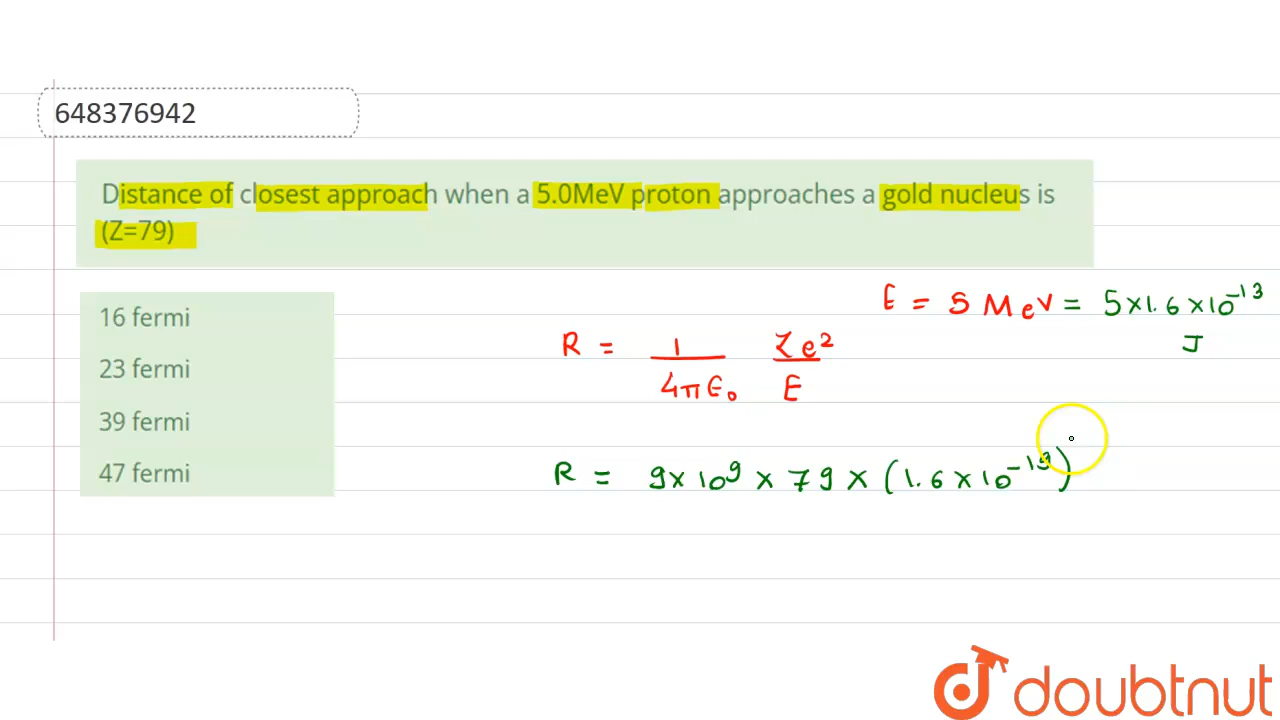 648376942
Distance of closest approach when a 5.0MeV proton approaches a gold nucleus is
(Z=79)
16 fermi
23 fermi
39 fermi
47 fermi
E = 5 MeV = 5×1.6×10⁻¹³
J
R = 1/4πϵ₀ Ze²/E
R = 9×10⁹ × 79 × (1.6×10⁻¹⁹)
doubtnut